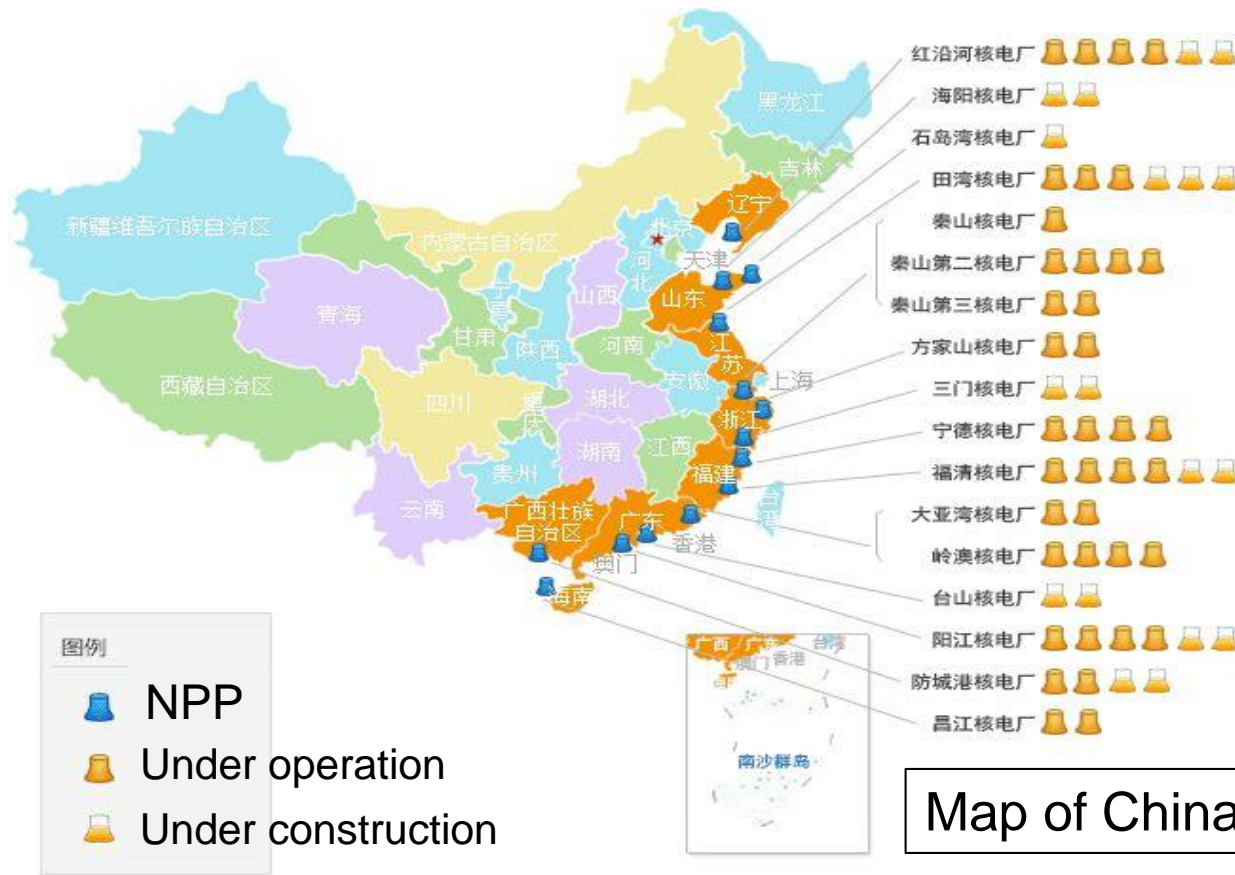 红沿河核电厂
海阳核电厂
石岛湾核电厂
田湾核电厂
秦山核电厂
秦山第二核电厂
秦山第三核电厂
方家山核电厂
三门核电厂
宁德核电厂
福清核电厂
大亚湾核电厂
岭澳核电厂
台山核电厂
阳江核电厂
防城港核电厂
昌江核电厂
黑龙江
吉林
辽宁
新疆维吾尔族自治区
内蒙古自治区
北京
天津
河北
山西
山东
宁夏
青海
甘肃
陕西
河南
江苏
西藏自治区
安徽
上海
四川
重庆
湖北
浙江
湖南
江西
贵州
福建
云南
广西壮族
自治区
广东
台湾
香港
澳门
海南
广西
广东
台湾
香港
澳门
南沙群岛
图例
NPP
Under operation
Under construction
Map of China